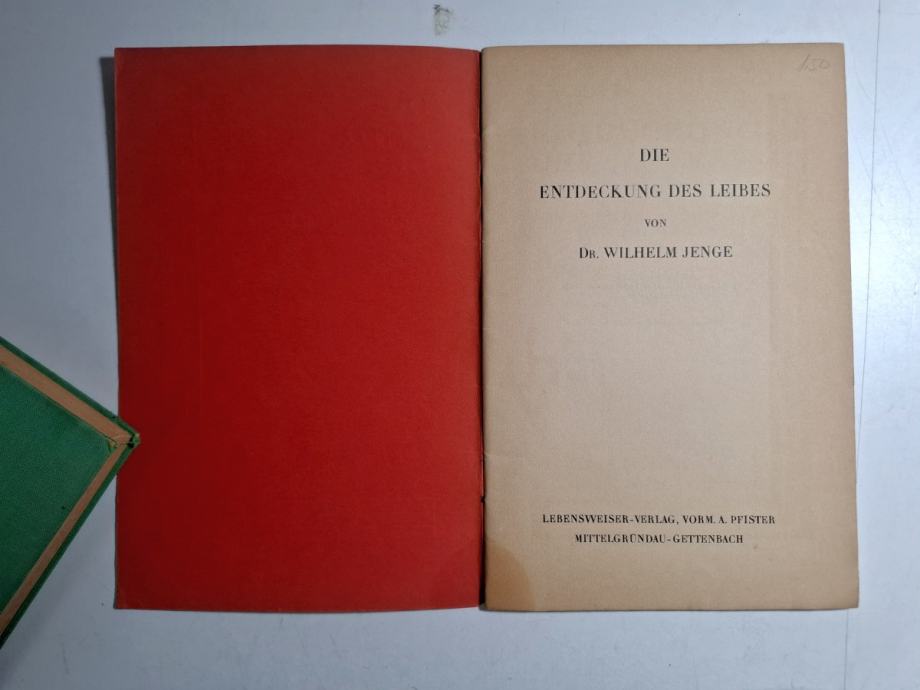 150
DIE
ENTDECKUNG DES LEIBES
VON
DR. WILHELM JENGE
LEBENSWEISER-VERLAG, VORM. A. PFISTER
MITTELGRÜNDAU-GETTENBACH